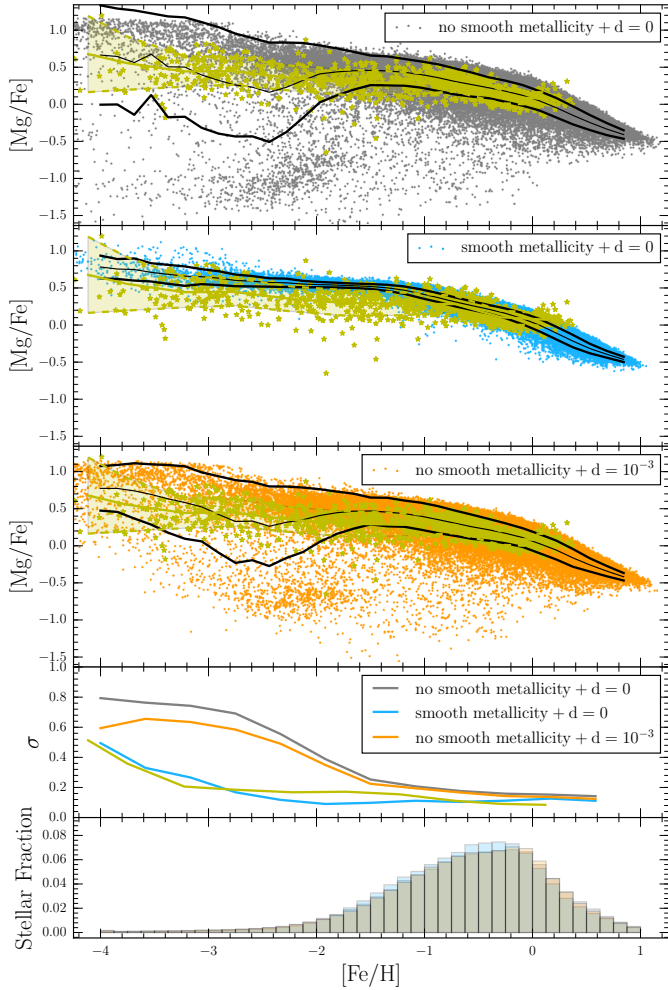 no smooth metallicity + d = 0
[Mg/Fe]
1.0
0.5
0.0
−0.5
−1.0
−1.5
smooth metallicity + d = 0
[Mg/Fe]
1.0
0.5
0.0
−0.5
−1.0
−1.5
no smooth metallicity + d = 10⁻³
[Mg/Fe]
1.0
0.5
0.0
−0.5
−1.0
−1.5
no smooth metallicity + d = 0
smooth metallicity + d = 0
no smooth metallicity + d = 10⁻³
σ
1.0
0.8
0.6
0.4
0.2
0.0
Stellar Fraction
0.08
0.06
0.04
0.02
0.00
−4 −3 −2 −1 0 1
[Fe/H]